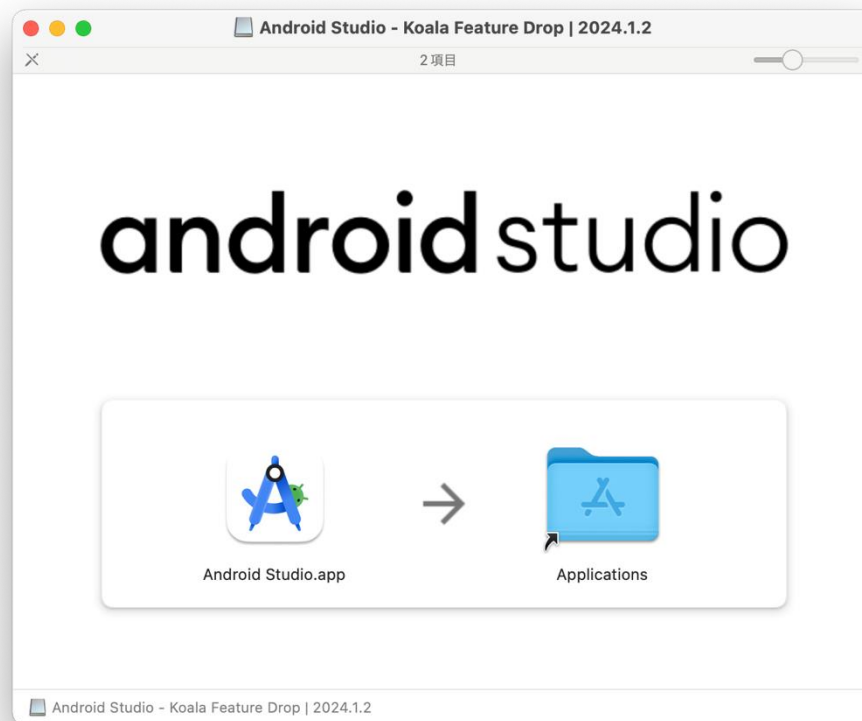 Android Studio - Koala Feature Drop | 2024.1.2
2項目
android studio
Android Studio.app
Applications
Android Studio - Koala Feature Drop | 2024.1.2